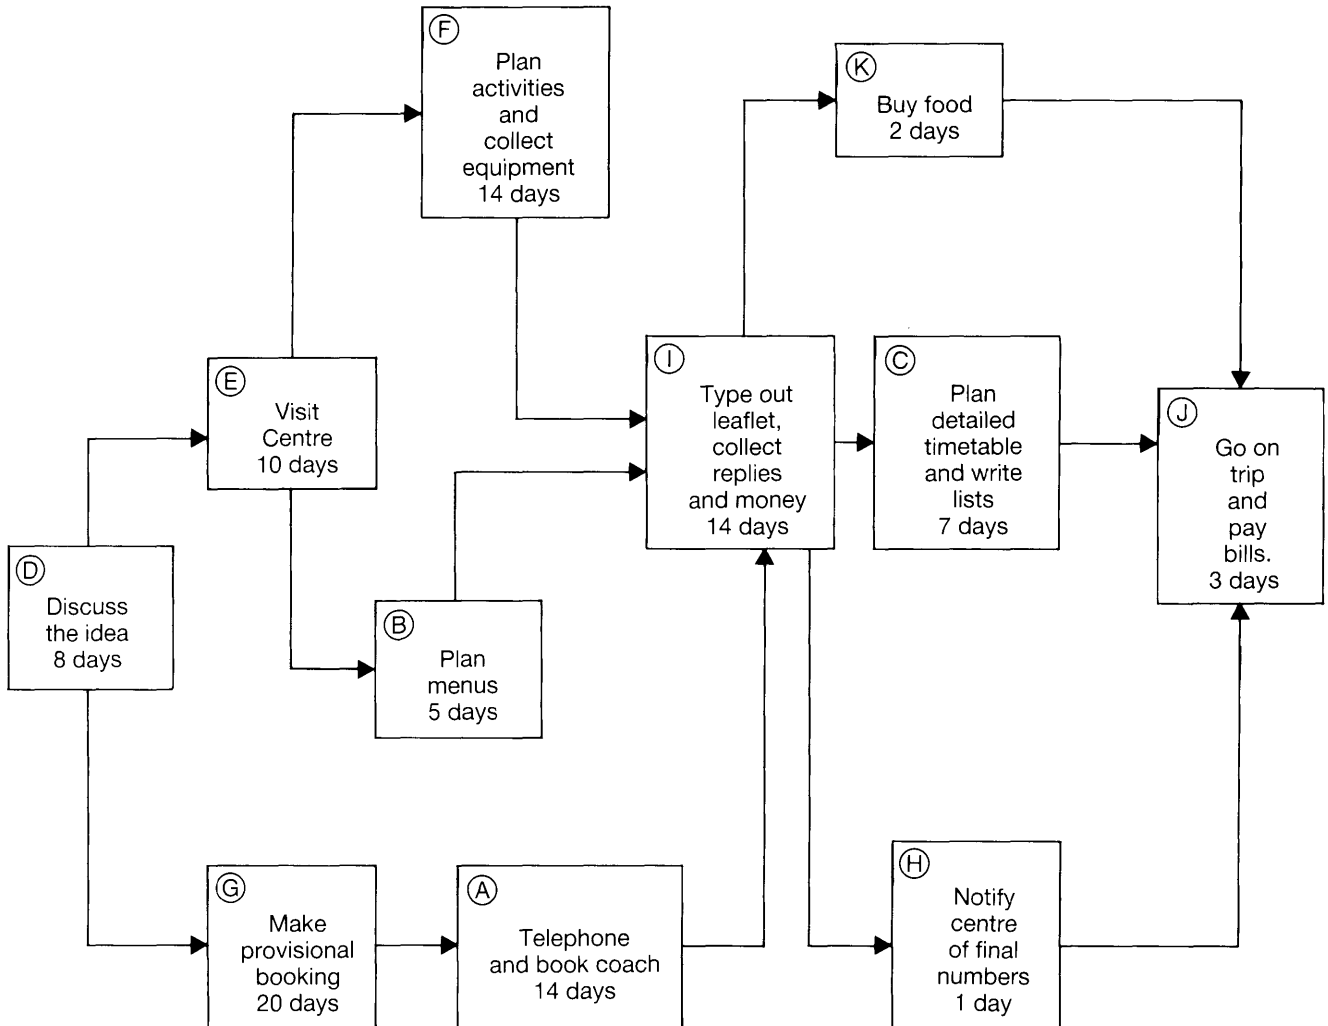 F
Plan
activities
and
collect
equipment
14 days
K
Buy food
2 days
E
Visit
Centre
10 days
I
Type out
leaflet,
collect
replies
and money
14 days
C
Plan
detailed
timetable
and write
lists
7 days
J
Go on
trip
and
pay
bills.
3 days
D
Discuss
the idea
8 days
B
Plan
menus
5 days
G
Make
provisional
booking
20 days
A
Telephone
and book coach
14 days
H
Notify
centre
of final
numbers
1 day